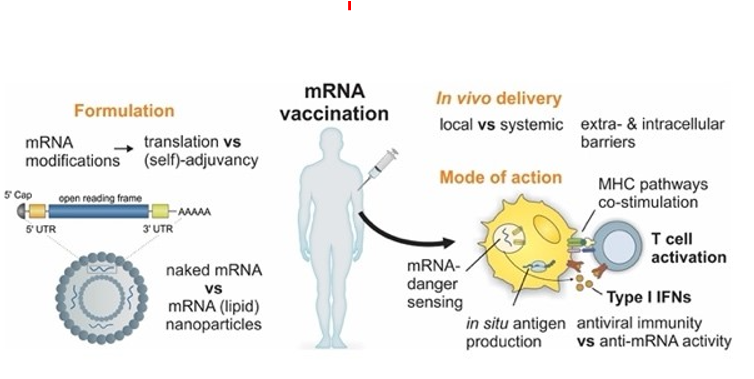 mRNA
vaccination
Formulation
mRNA
modifications
translation vs
(self)-adjuvancy
5' Cap
open reading frame
AAAAA
5' UTR
3' UTR
naked mRNA
vs
mRNA (lipid)
nanoparticles
In vivo delivery
local vs systemic
extra- & intracellular
barriers
Mode of action
MHC pathways
co-stimulation
T cell
activation
mRNA-
danger
sensing
Type I IFNs
in situ antigen
production
antiviral immunity
vs anti-mRNA activity